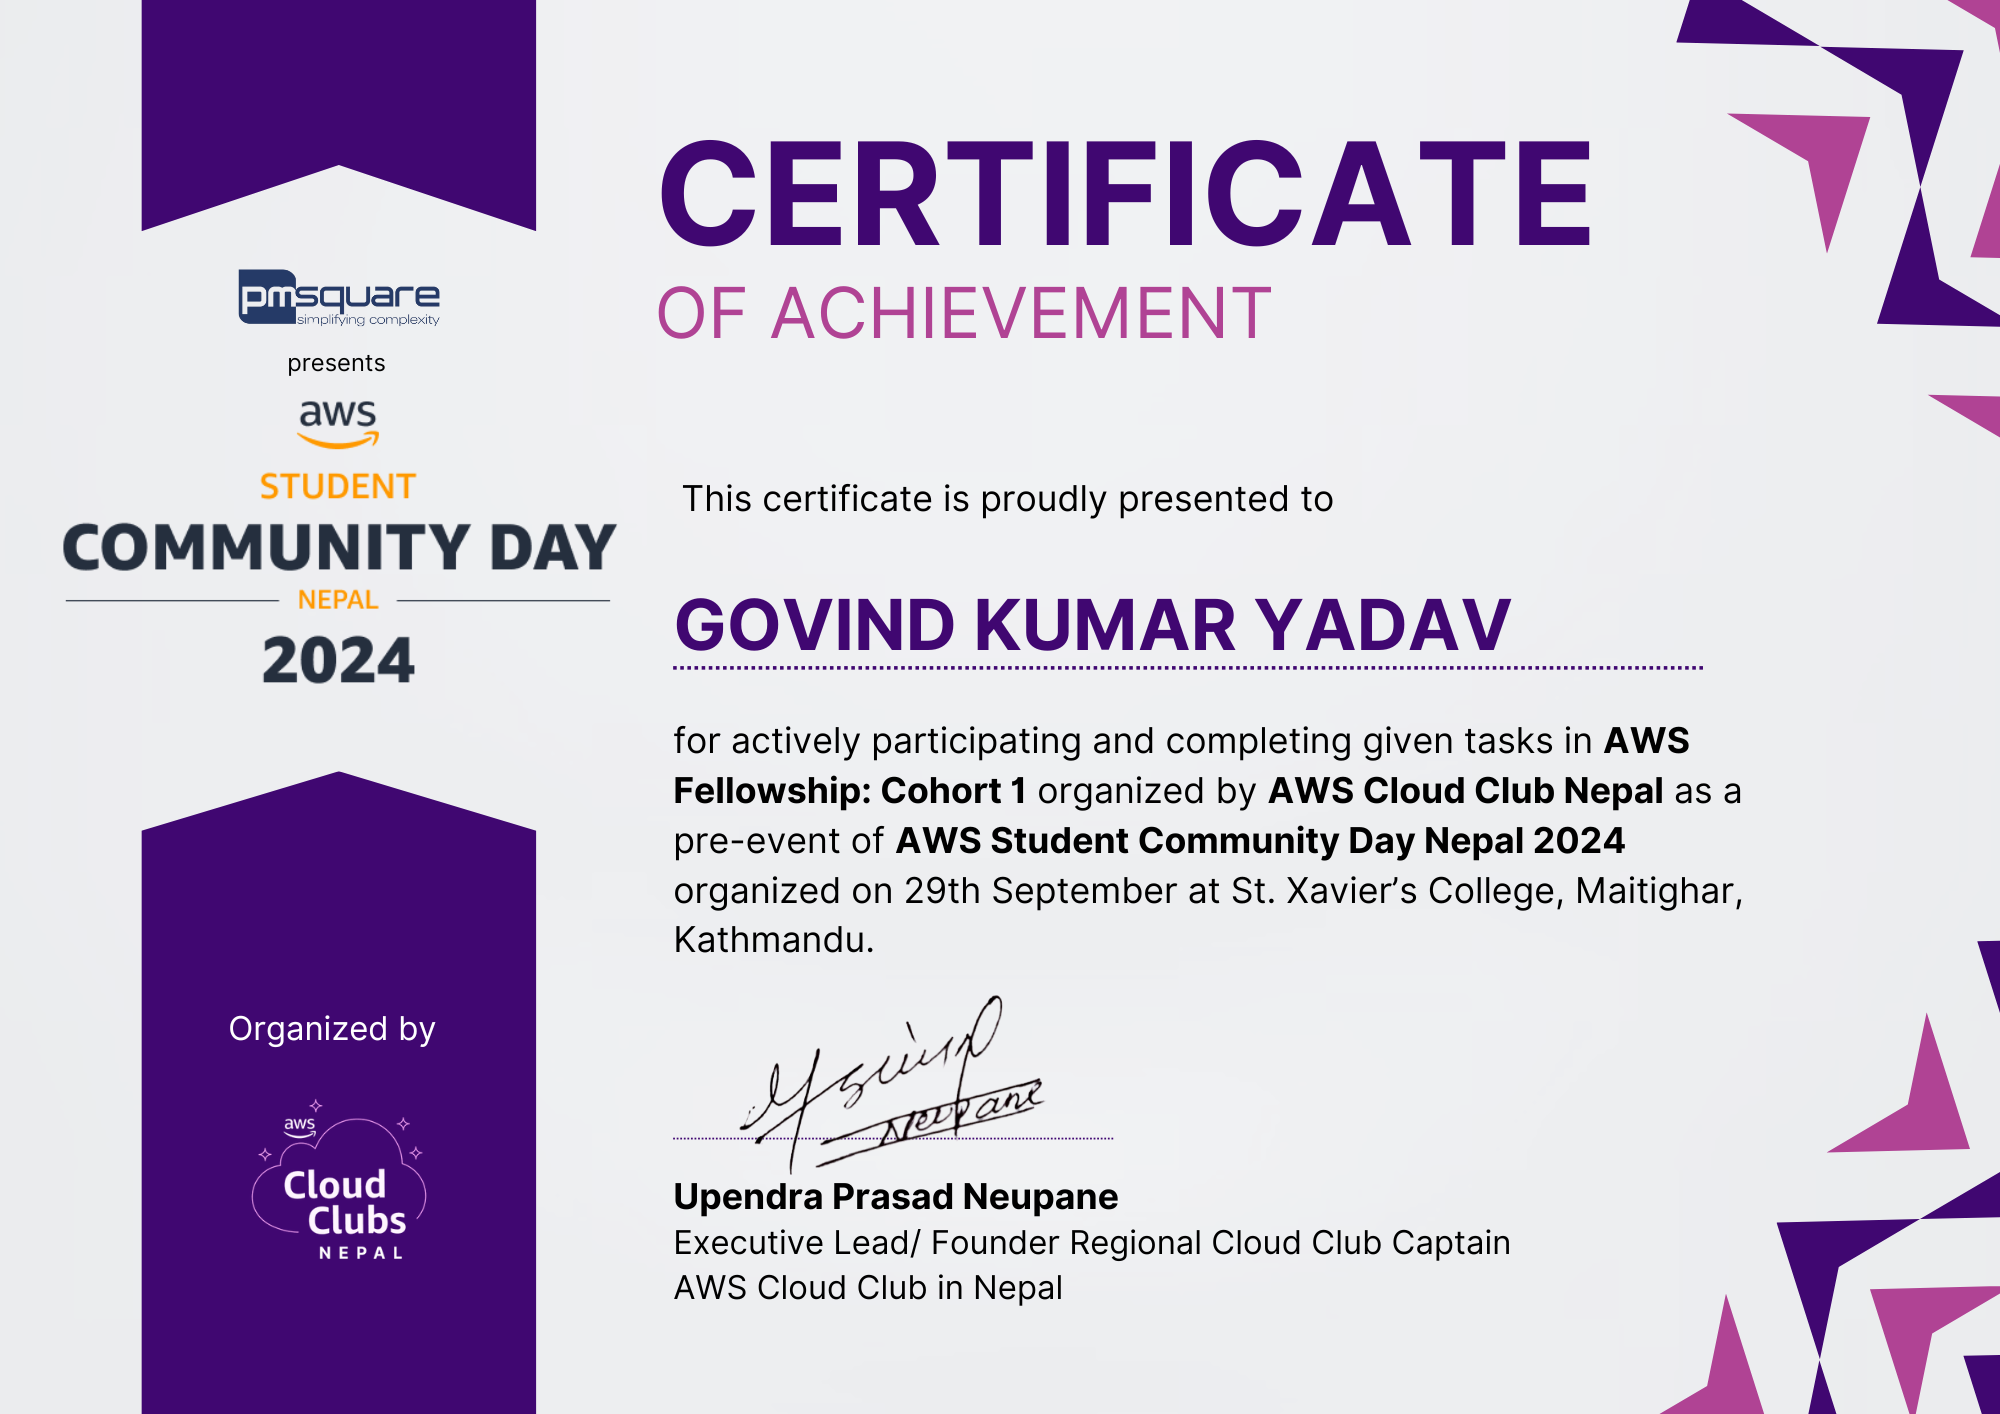 pmsquare
simplifying complexity
presents
aws
STUDENT
COMMUNITY DAY
NEPAL
2024
Organized by
aws
Cloud
Clubs
NEPAL
CERTIFICATE
OF ACHIEVEMENT
This certificate is proudly presented to
GOVIND KUMAR YADAV
for actively participating and completing given tasks in AWS
Fellowship: Cohort 1 organized by AWS Cloud Club Nepal as a
pre-event of AWS Student Community Day Nepal 2024
organized on 29th September at St. Xavier’s College, Maitighar,
Kathmandu.
Neupane
Upendra Prasad Neupane
Executive Lead/ Founder Regional Cloud Club Captain
AWS Cloud Club in Nepal